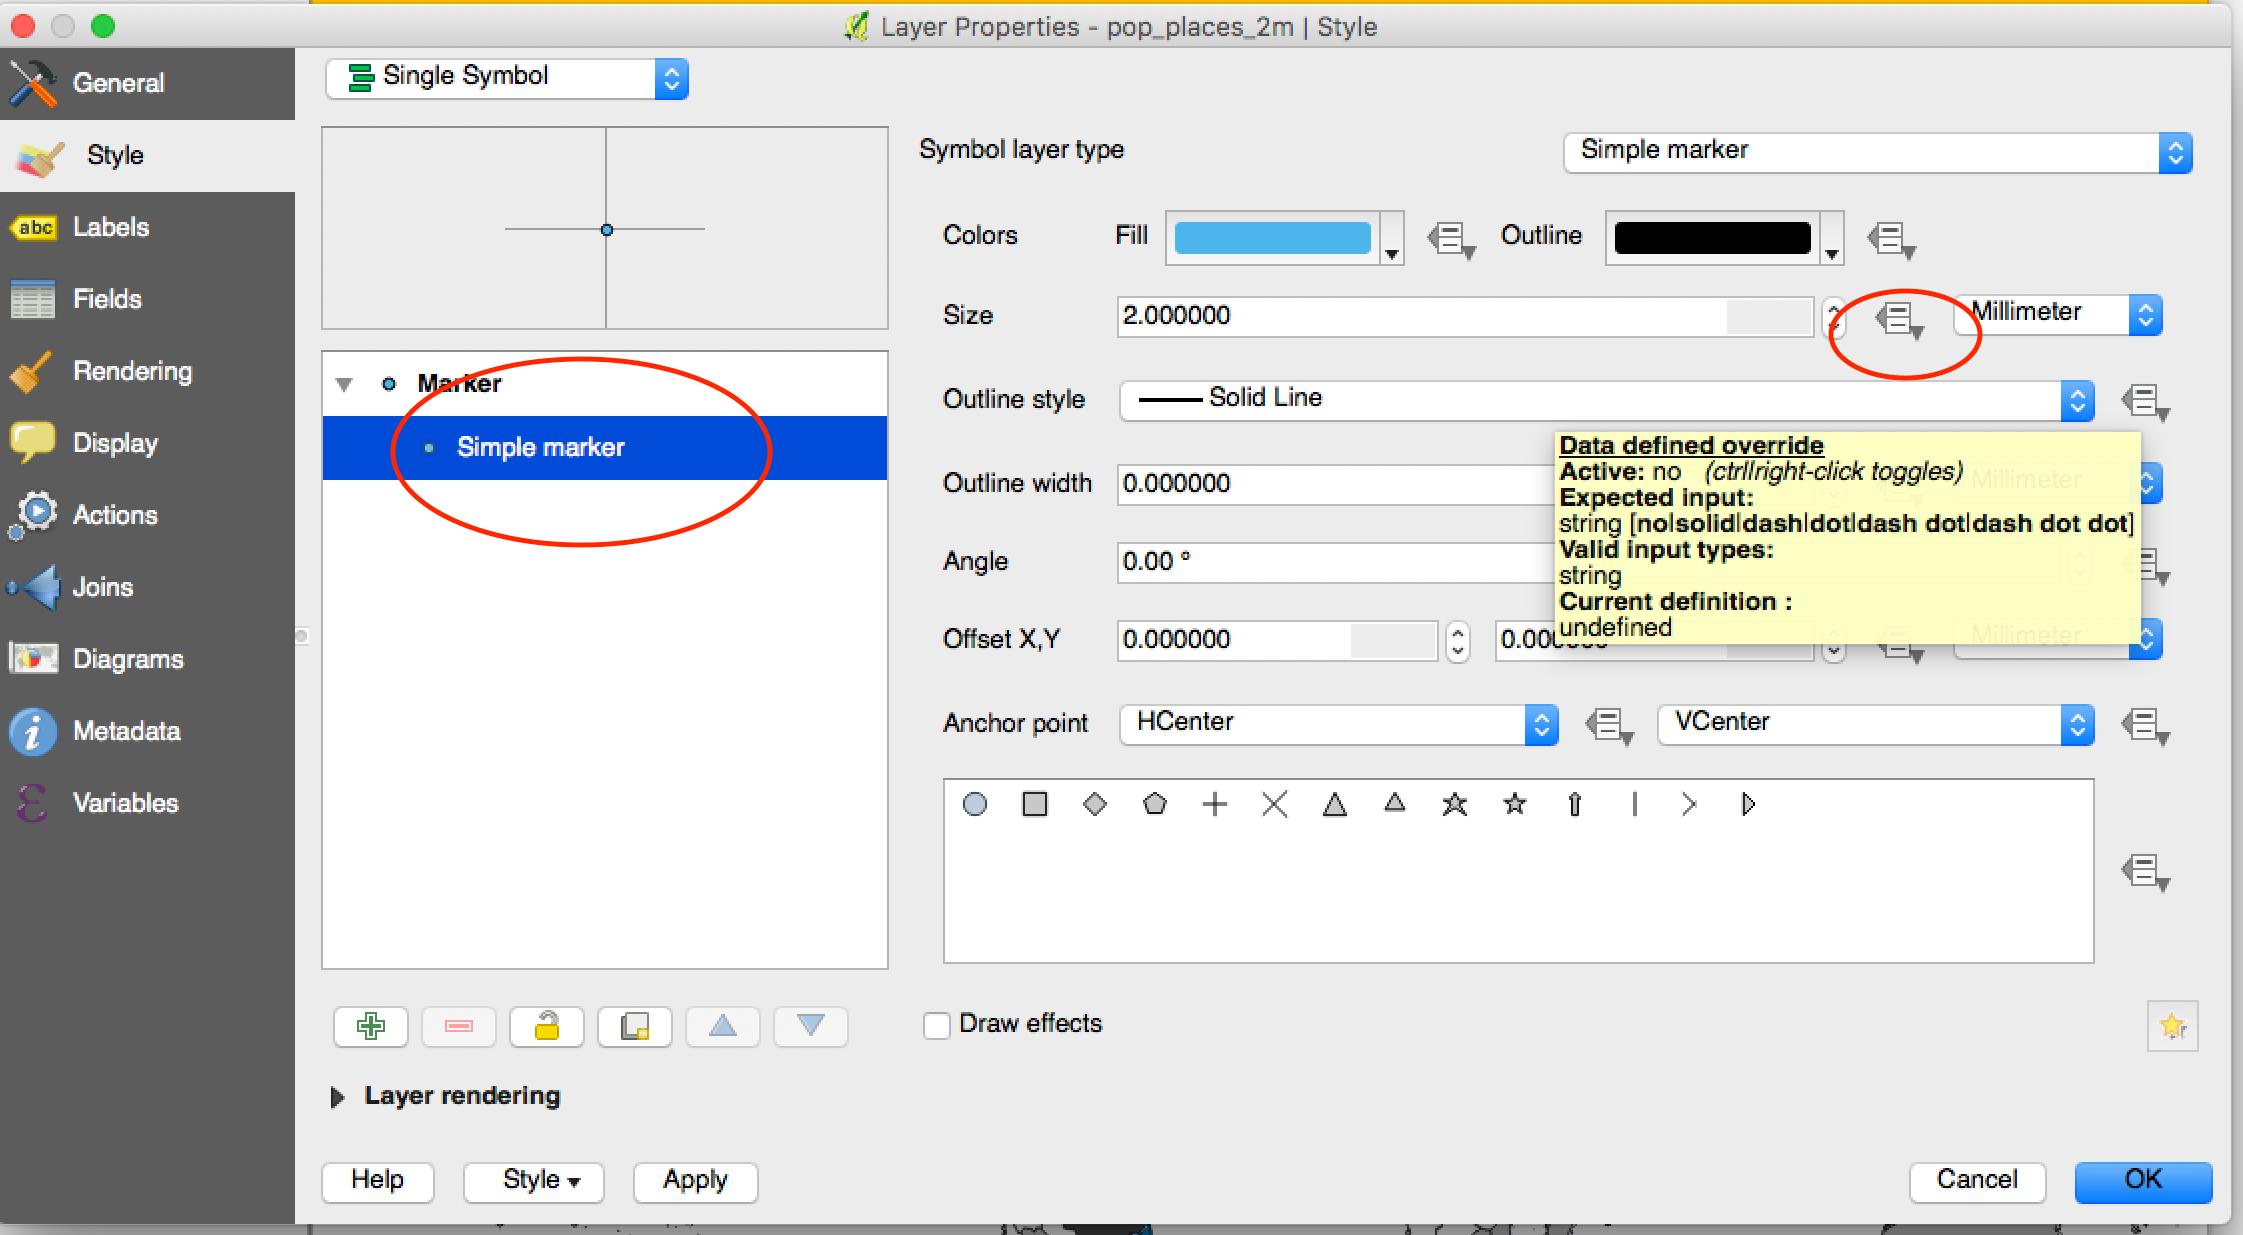 Layer Properties - pop_places_2m | Style
General
Style
Labels
Fields
Rendering
Display
Actions
Joins
Diagrams
Metadata
Variables
abc
Single Symbol
Marker
Simple marker
Layer rendering
Help
Style
Apply
Symbol layer type Simple marker
Colors Fill Outline
Size 2.000000 Millimeter
Outline style Solid Line
Outline width 0.000000 Millimeter
Angle 0.00 °
Offset X,Y 0.000000 0.000000 Millimeter
Data defined override
Active: no (ctrl|right-click toggles)
Expected input:
string [no|solid|dash|dot|dash dot|dash dot dot]
Valid input types:
string
Current definition :
undefined
Anchor point HCenter VCenter
Draw effects
Cancel OK